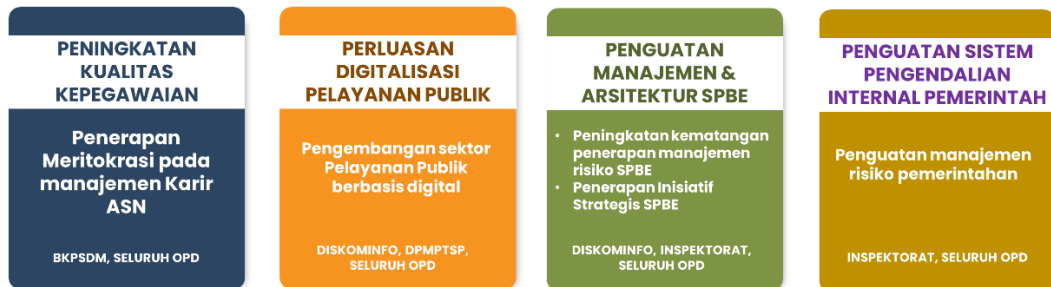 PENINGKATAN
KUALITAS
KEPEGAWAIAN
Penerapan
Meritokrasi pada
manajemen Karir
ASN
BKPSDM, SELURUH OPD
PERLUASAN
DIGITALISASI
PELAYANAN PUBLIK
Pengembangan sektor
Pelayanan Publik
berbasis digital
DISKOMINFO, DPMPTSP,
SELURUH OPD
PENGUATAN
MANAJEMEN &
ARSITEKTUR SPBE
• Peningkatan kematangan
penerapan manajemen
risiko SPBE
• Penerapan Inisiatif
Strategis SPBE
DISKOMINFO, INSPEKTORAT,
SELURUH OPD
PENGUATAN SISTEM
PENGENDALIAN
INTERNAL PEMERINTAH
Penguatan manajemen
risiko pemerintahan
INSPEKTORAT, SELURUH OPD